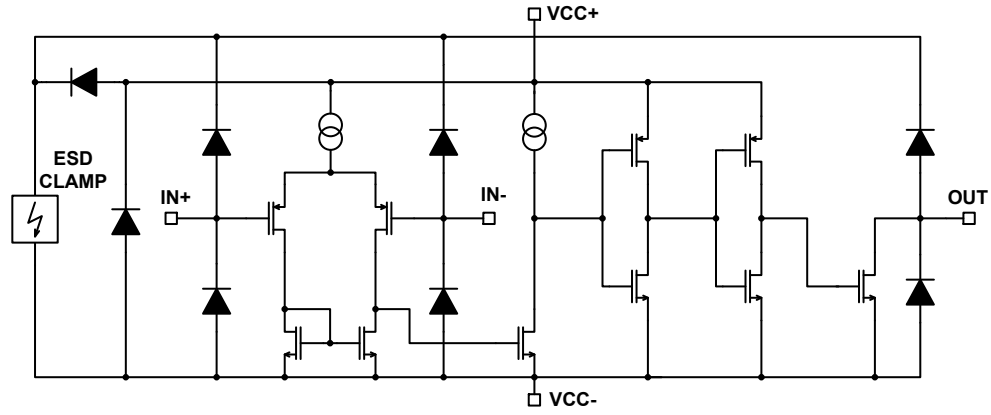 VCC+
ESD
CLAMP
IN+
IN-
OUT
VCC-